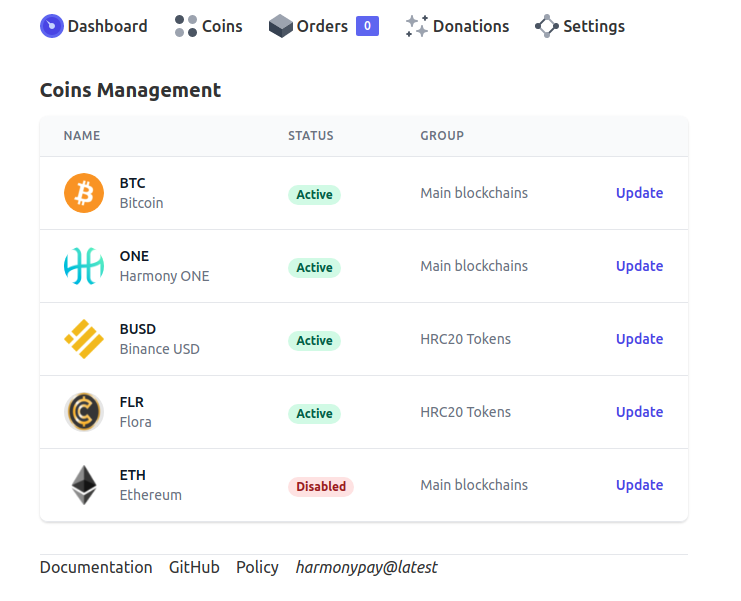 Dashboard Coins Orders 0 Donations Settings
Coins Management
NAME STATUS GROUP
BTC
Bitcoin
Active
Main blockchains
Update
ONE
Harmony ONE
Active
Main blockchains
Update
BUSD
Binance USD
Active
HRC20 Tokens
Update
FLR
Flora
Active
HRC20 Tokens
Update
ETH
Ethereum
Disabled
Main blockchains
Update
Documentation GitHub Policy harmonypay@latest